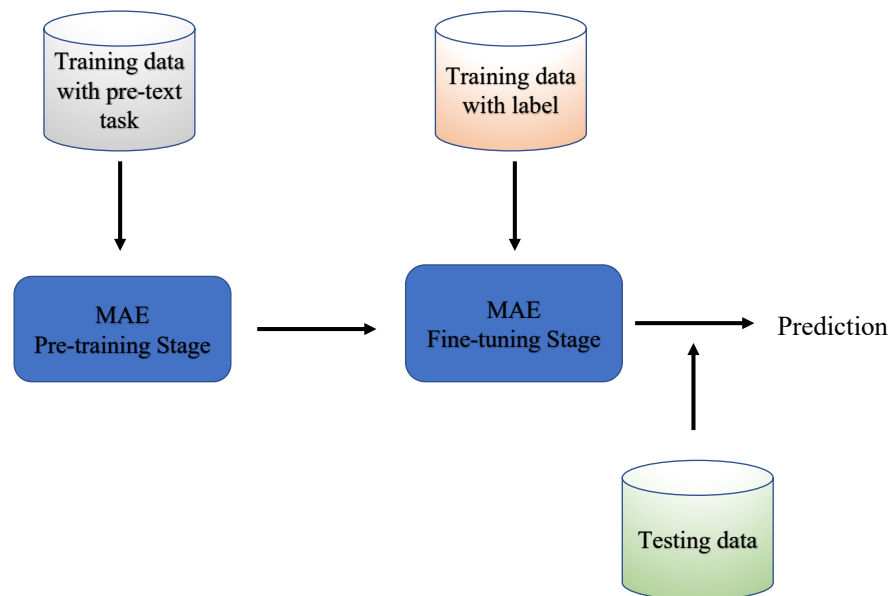 Training data
with pre-text
task
Training data
with label
MAE
Pre-training Stage
MAE
Fine-tuning Stage
Prediction
Testing data